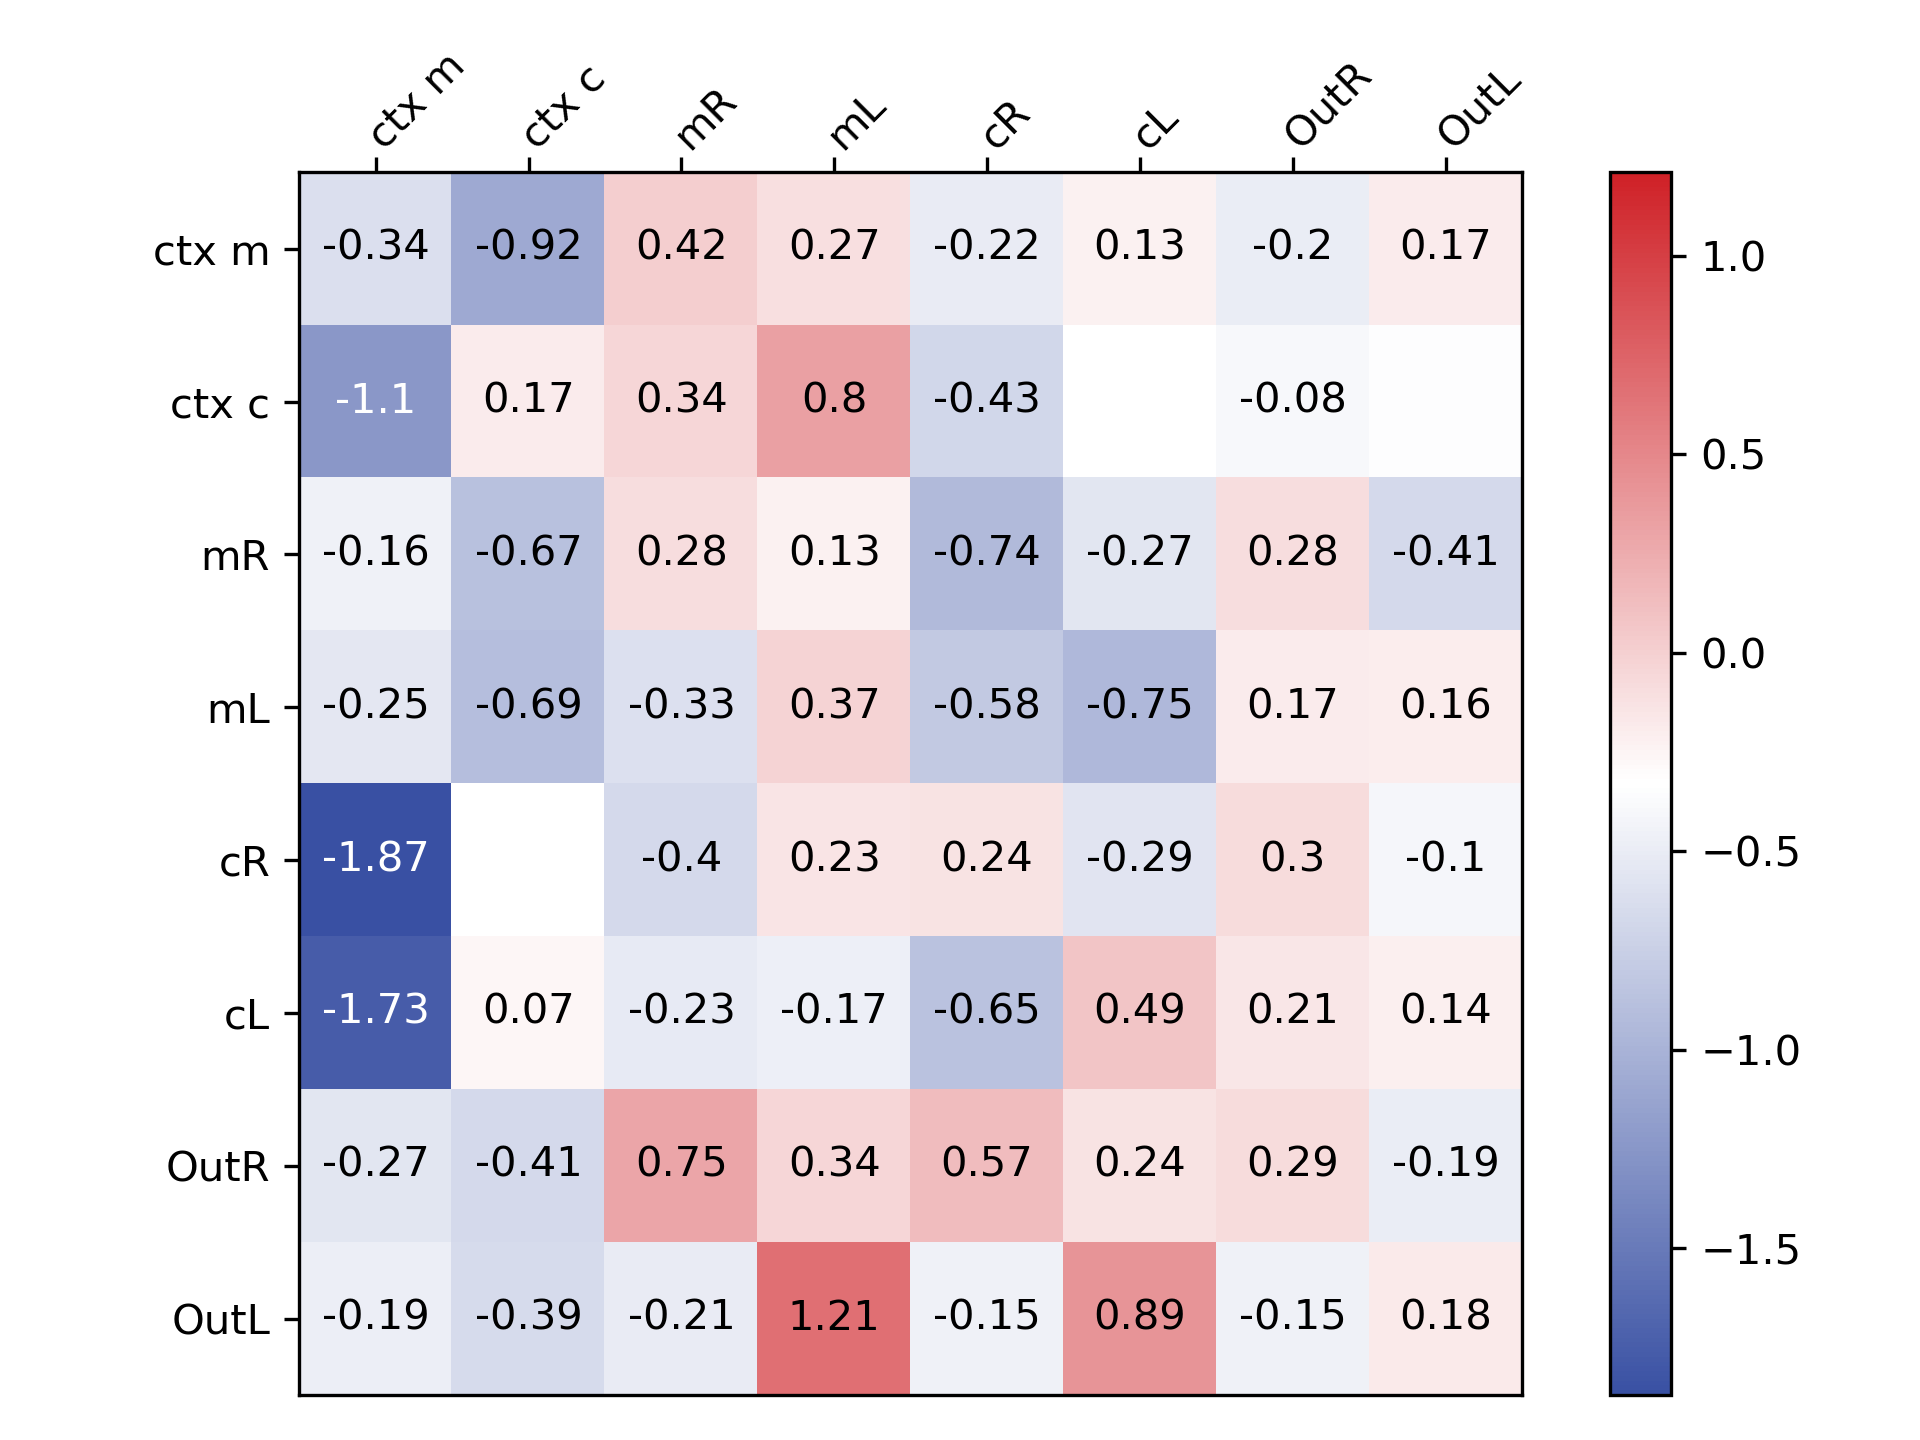 ctx m ctx c mR mL cR cL OutR OutL
ctx m -0.34 -0.92 0.42 0.27 -0.22 0.13 -0.2 0.17
ctx c -1.1 0.17 0.34 0.8 -0.43 -0.08
mR -0.16 -0.67 0.28 0.13 -0.74 -0.27 0.28 -0.41
mL -0.25 -0.69 -0.33 0.37 -0.58 -0.75 0.17 0.16
cR -1.87 -0.4 0.23 0.24 -0.29 0.3 -0.1
cL -1.73 0.07 -0.23 -0.17 -0.65 0.49 0.21 0.14
OutR -0.27 -0.41 0.75 0.34 0.57 0.24 0.29 -0.19
OutL -0.19 -0.39 -0.21 1.21 -0.15 0.89 -0.15 0.18
1.0
0.5
0.0
−0.5
−1.0
−1.5